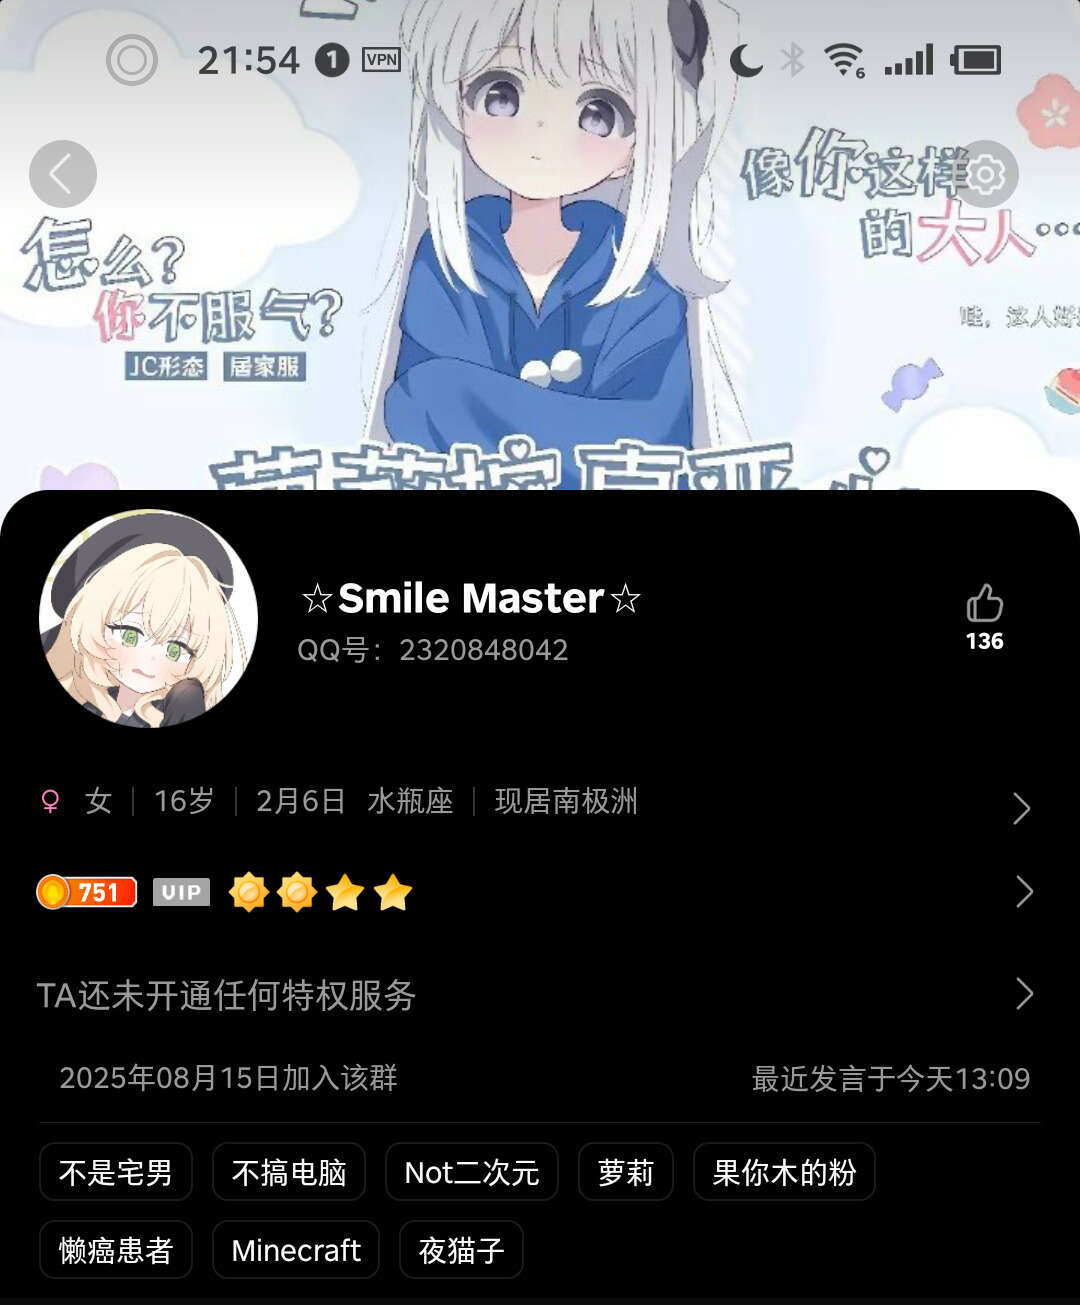 21:54 1 VPN
6
像你这样
的大人…
怎么？
你不服气？
JC形态 居家服
哇，这人好
☆Smile Master☆
QQ号：2320848042
136
♀ 女 | 16岁 | 2月6日 水瓶座 | 现居南极洲
751 VIP
TA还未开通任何特权服务
2025年08月15日加入该群
最近发言于今天13:09
不是宅男 不搞电脑 Not二次元 萝莉 果你木的粉
懒癌患者 Minecraft 夜猫子